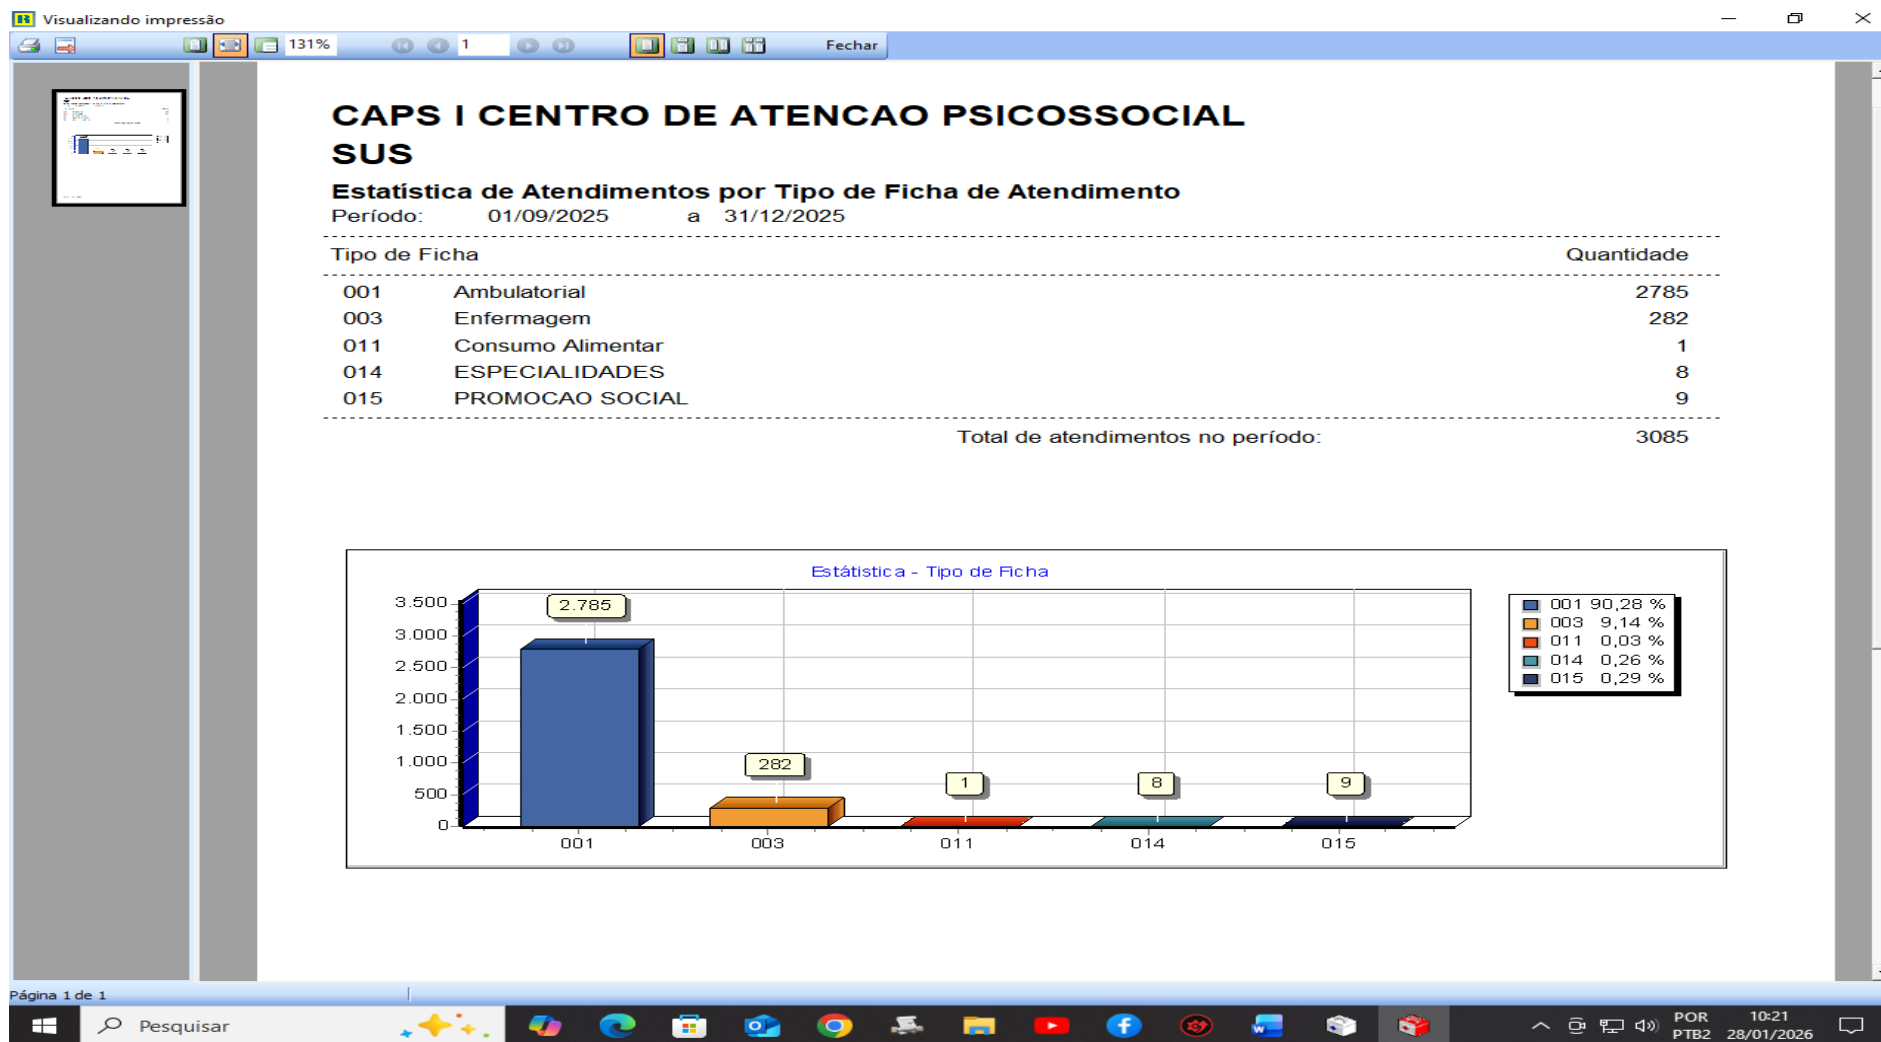 Visualizando impressão
131%
1
Fechar
CAPS I CENTRO DE ATENCAO PSICOSSOCIAL
SUS
Estatística de Atendimentos por Tipo de Ficha de Atendimento
Período: 01/09/2025 a 31/12/2025
Tipo de Ficha Quantidade
001 Ambulatorial 2785
003 Enfermagem 282
011 Consumo Alimentar 1
014 ESPECIALIDADES 8
015 PROMOCAO SOCIAL 9
Total de atendimentos no período: 3085
Estátistica - Tipo de Ficha
3.500
3.000
2.500
2.000
1.500
1.000
500
0
2.785
282
1
8
9
001
003
011
014
015
001 90,28 %
003 9,14 %
011 0,03 %
014 0,26 %
015 0,29 %
Página 1 de 1
Pesquisar
POR
PTB2
10:21
28/01/2026